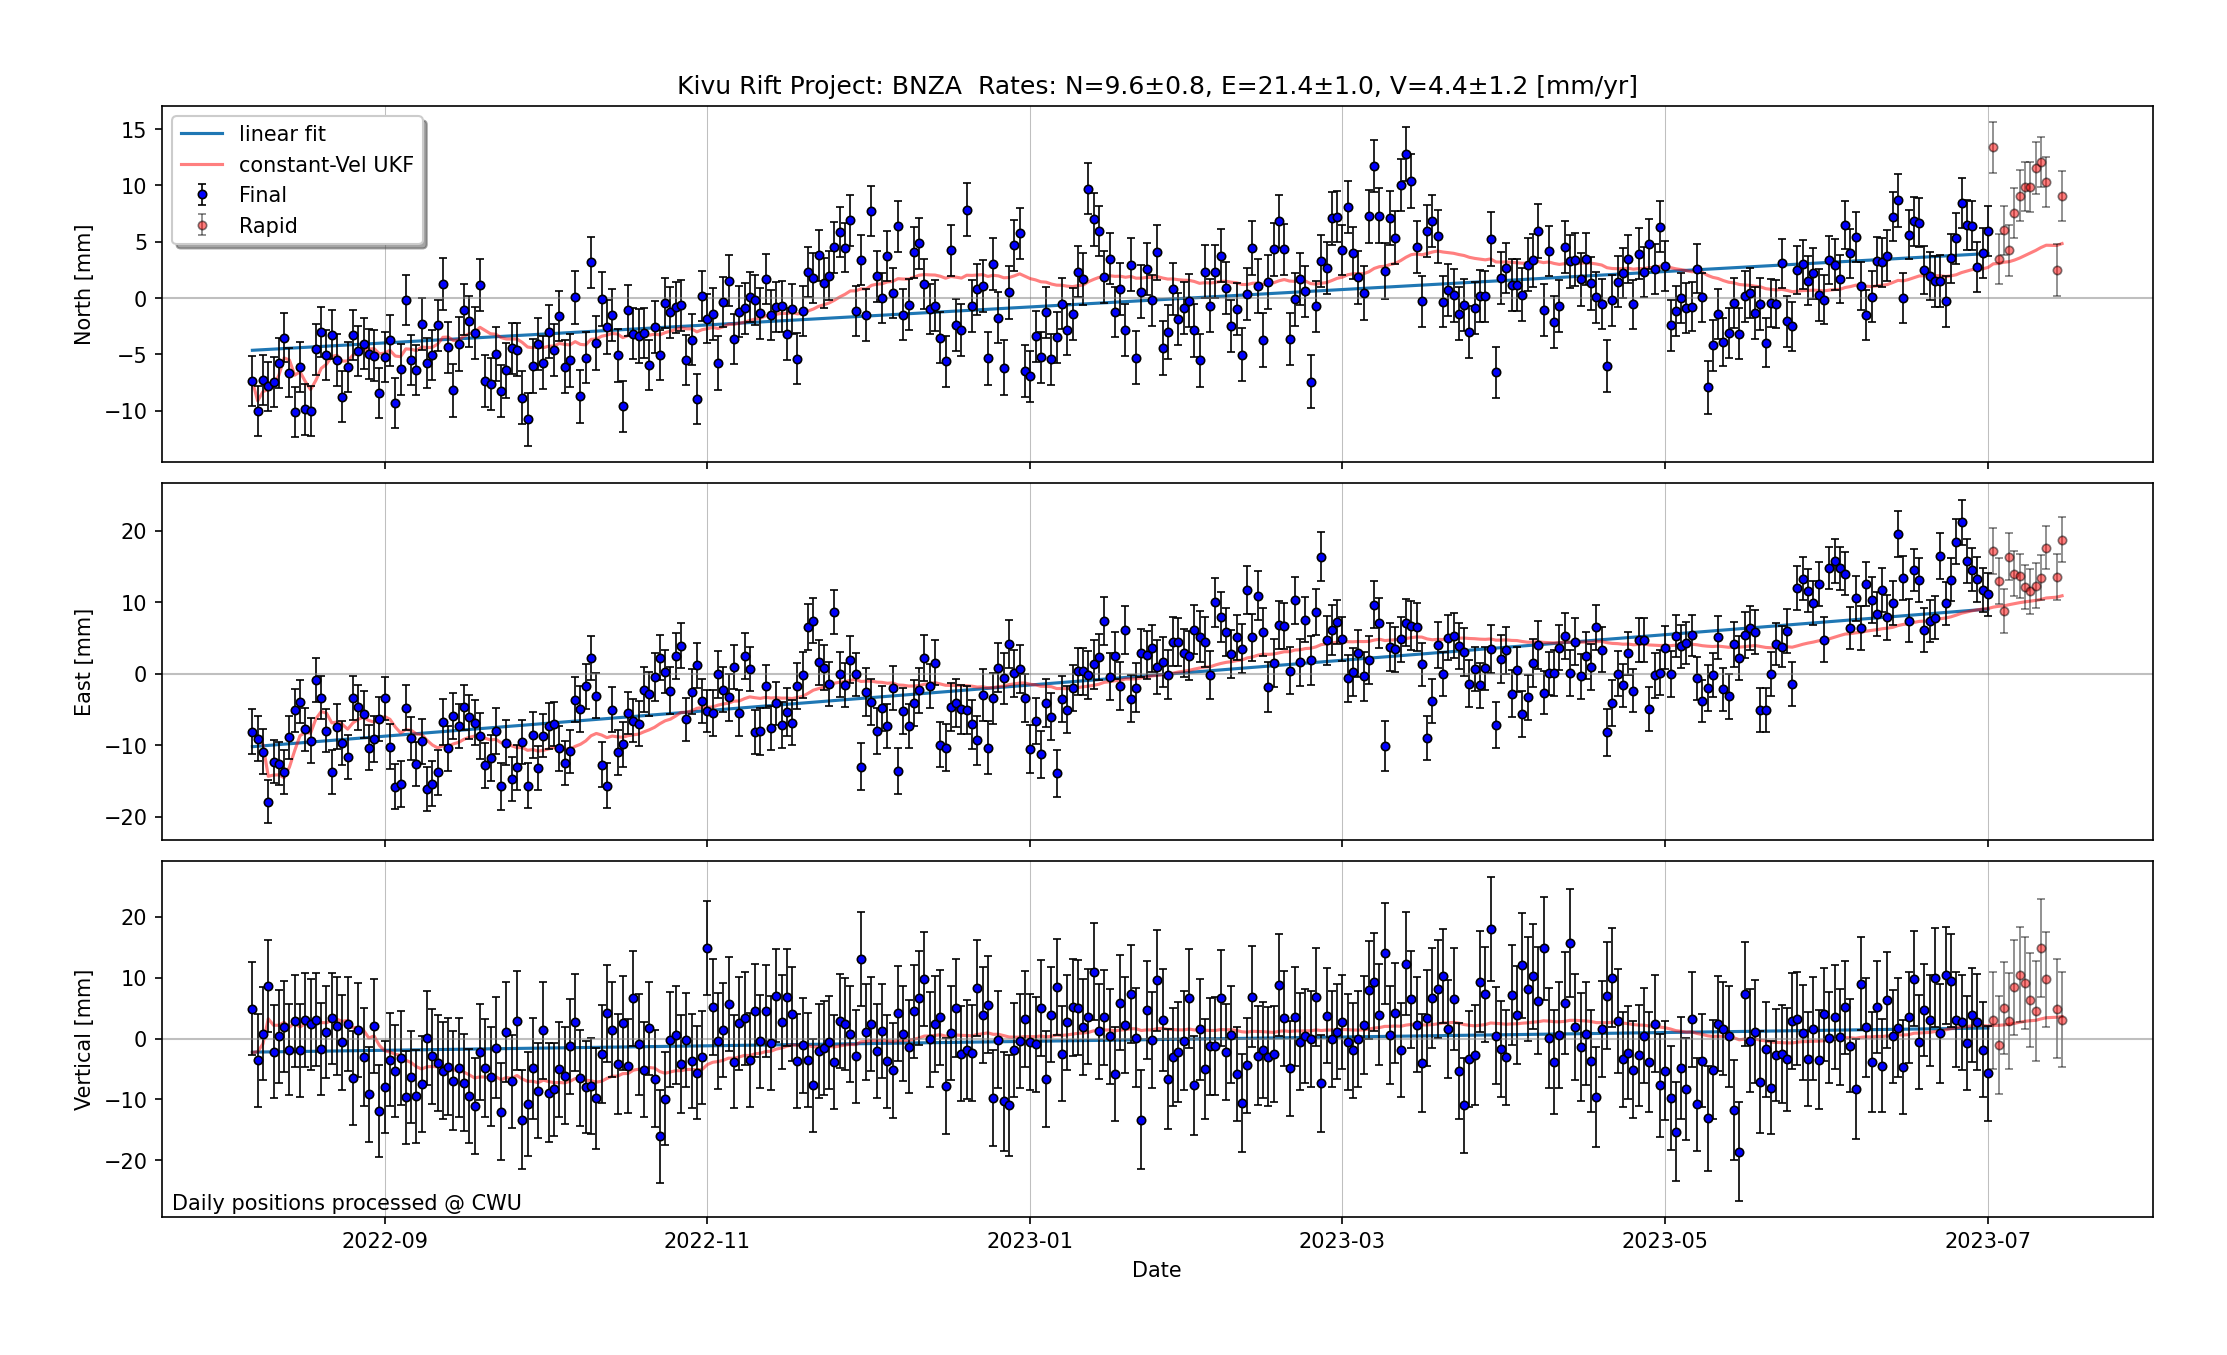 Kivu Rift Project: BNZA  Rates: N=9.6±0.8, E=21.4±1.0, V=4.4±1.2 [mm/yr]
linear fit
constant-Vel UKF
Final
Rapid
North [mm]
15
10
5
0
−5
−10
East [mm]
20
10
0
−10
−20
Vertical [mm]
20
10
0
−10
−20
Daily positions processed @ CWU
2022-09 2022-11 2023-01 2023-03 2023-05 2023-07
Date